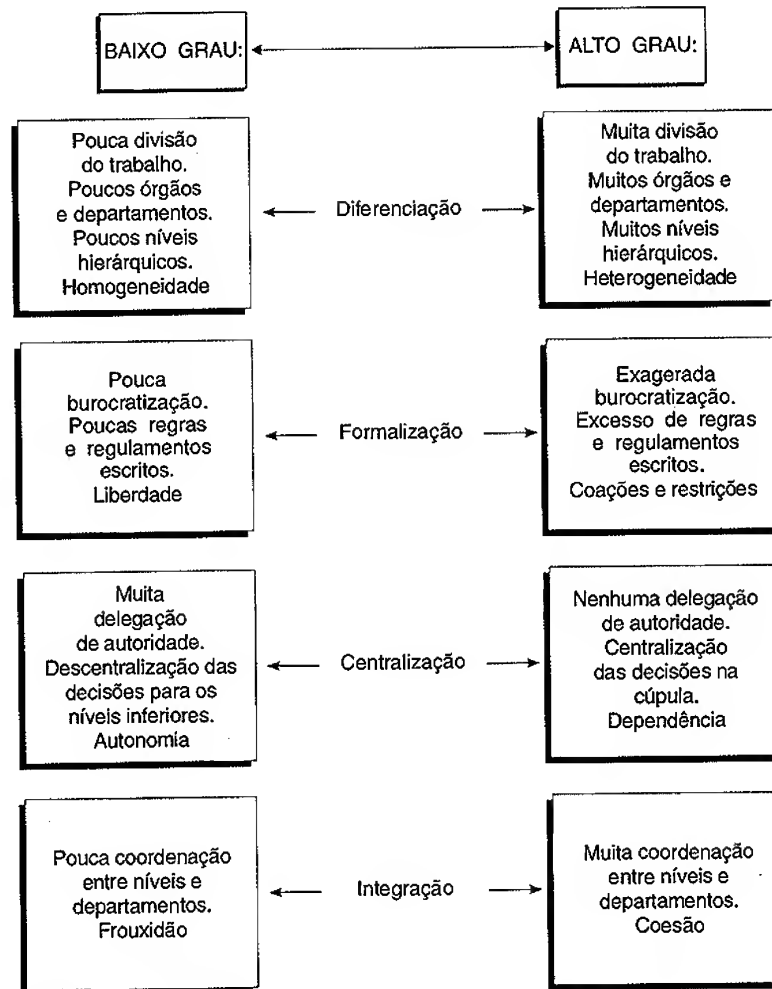 BAIXO GRAU:
ALTO GRAU:
Pouca divisão
do trabalho.
Poucos órgãos
e departamentos.
Poucos níveis
hierárquicos.
Homogeneidade
Diferenciação
Muita divisão
do trabalho.
Muitos órgãos e
departamentos.
Muitos níveis
hierárquicos.
Heterogeneidade
Pouca
burocratização.
Poucas regras
e regulamentos
escritos.
Liberdade
Formalização
Exagerada
burocratização.
Excesso de regras
e regulamentos
escritos.
Coações e restrições
Muita
delegação
de autoridade.
Descentralização das
decisões para os
níveis inferiores.
Autonomia
Centralização
Nenhuma delegação
de autoridade.
Centralização
das decisões na
cúpula.
Dependência
Pouca coordenação
entre níveis e
departamentos.
Frouxidão
Integração
Muita coordenação
entre níveis e
departamentos.
Coesão